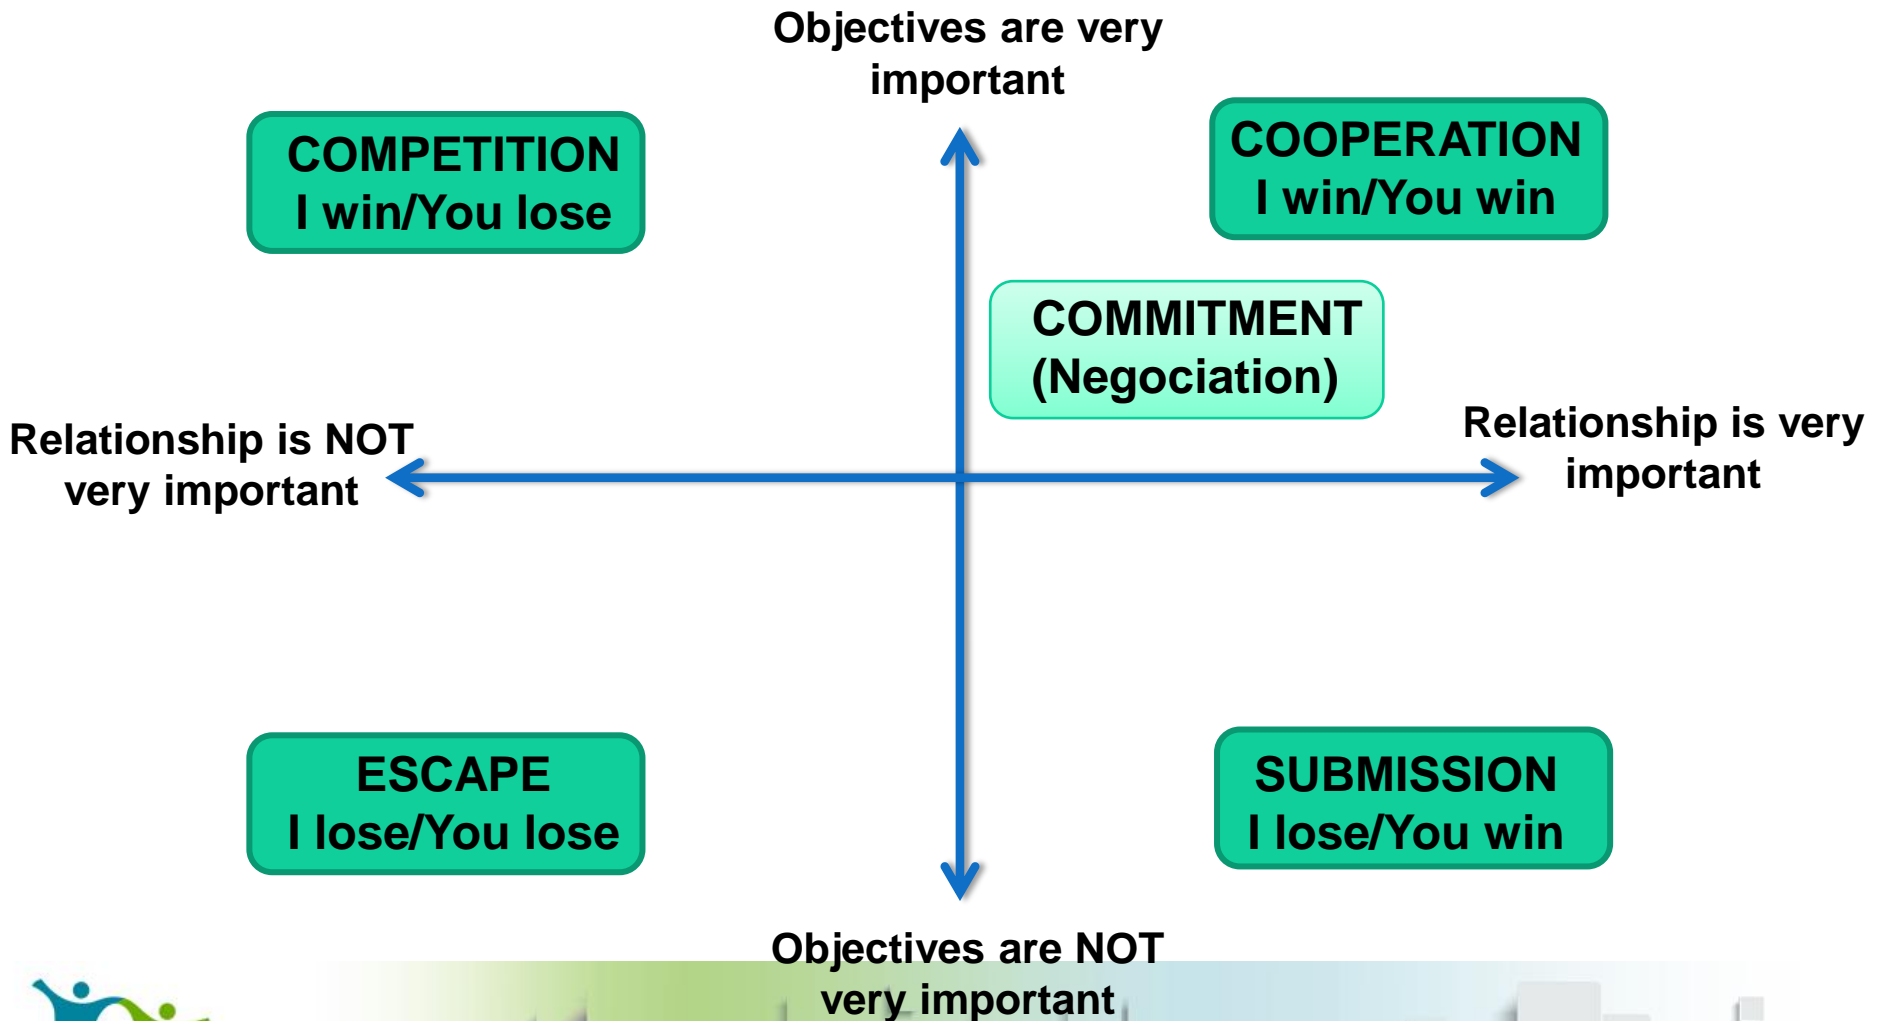 Objectives are very
important
COMPETITION
I win/You lose
COOPERATION
I win/You win
COMMITMENT
(Negociation)
Relationship is NOT
very important
Relationship is very
important
ESCAPE
I lose/You lose
SUBMISSION
I lose/You win
Objectives are NOT
very important